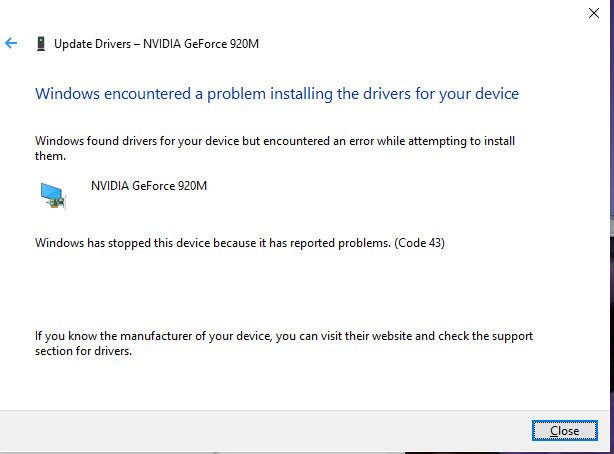 Update Drivers – NVIDIA GeForce 920M
Windows encountered a problem installing the drivers for your device
Windows found drivers for your device but encountered an error while attempting to install
them.
NVIDIA GeForce 920M
Windows has stopped this device because it has reported problems. (Code 43)
If you know the manufacturer of your device, you can visit their website and check the support
section for drivers.
Close